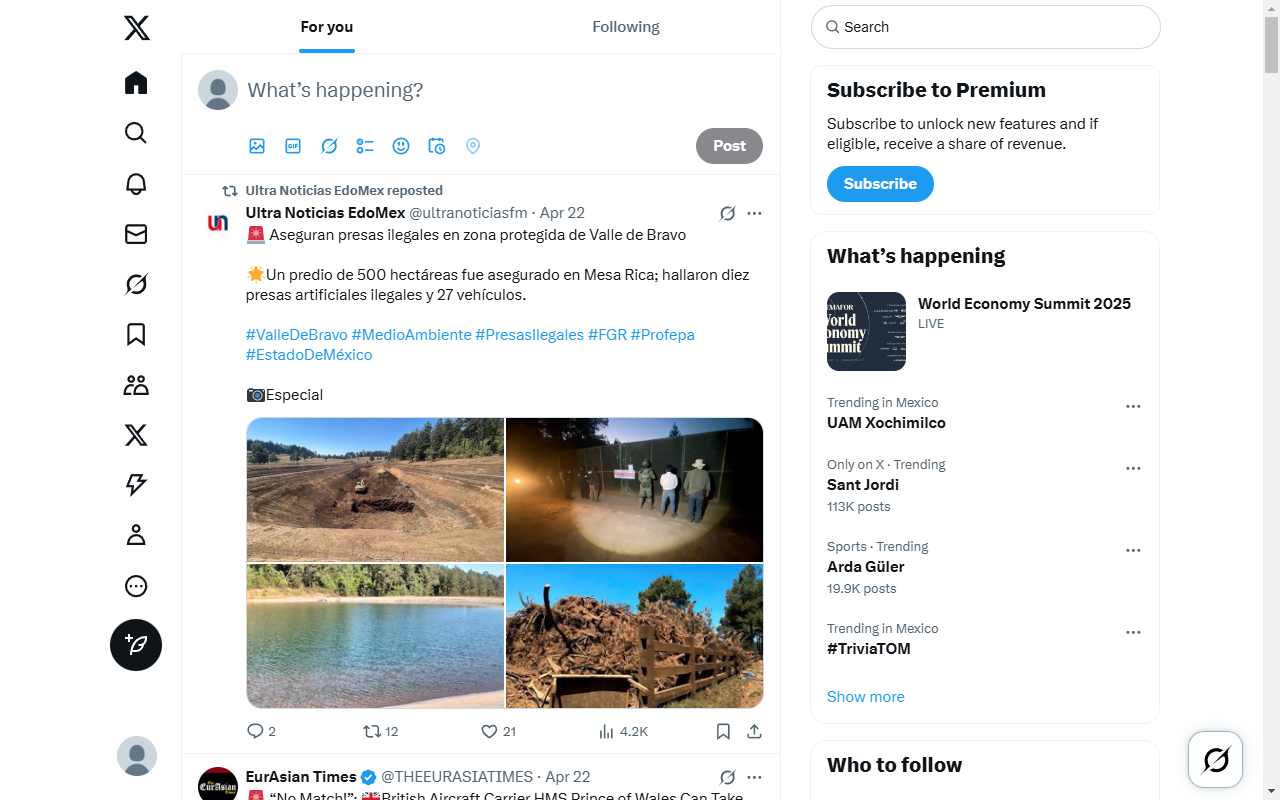 For you
Following
Search
What's happening?
GIF
Post
Subscribe to Premium
Subscribe to unlock new features and if
eligible, receive a share of revenue.
Subscribe
Ultra Noticias EdoMex reposted
Ultra Noticias EdoMex @ultranoticiasfm · Apr 22
🚨 Aseguran presas ilegales en zona protegida de Valle de Bravo
🌟Un predio de 500 hectáreas fue asegurado en Mesa Rica; hallaron diez
presas artificiales ilegales y 27 vehículos.
#ValleDeBravo #MedioAmbiente #PresasIlegales #FGR #Profepa
#EstadoDeMéxico
📷Especial
2
12
21
4.2K
EurAsian Times @THEEURASIATIMES · Apr 22
🚨 “No Match!”: 🇬🇧British Aircraft Carrier HMS Prince of Wales Can Take
What's happening
World Economy Summit 2025
LIVE
Trending in Mexico
UAM Xochimilco
Only on X · Trending
Sant Jordi
113K posts
Sports · Trending
Arda Güler
19.9K posts
Trending in Mexico
#TriviaTOM
Show more
Who to follow